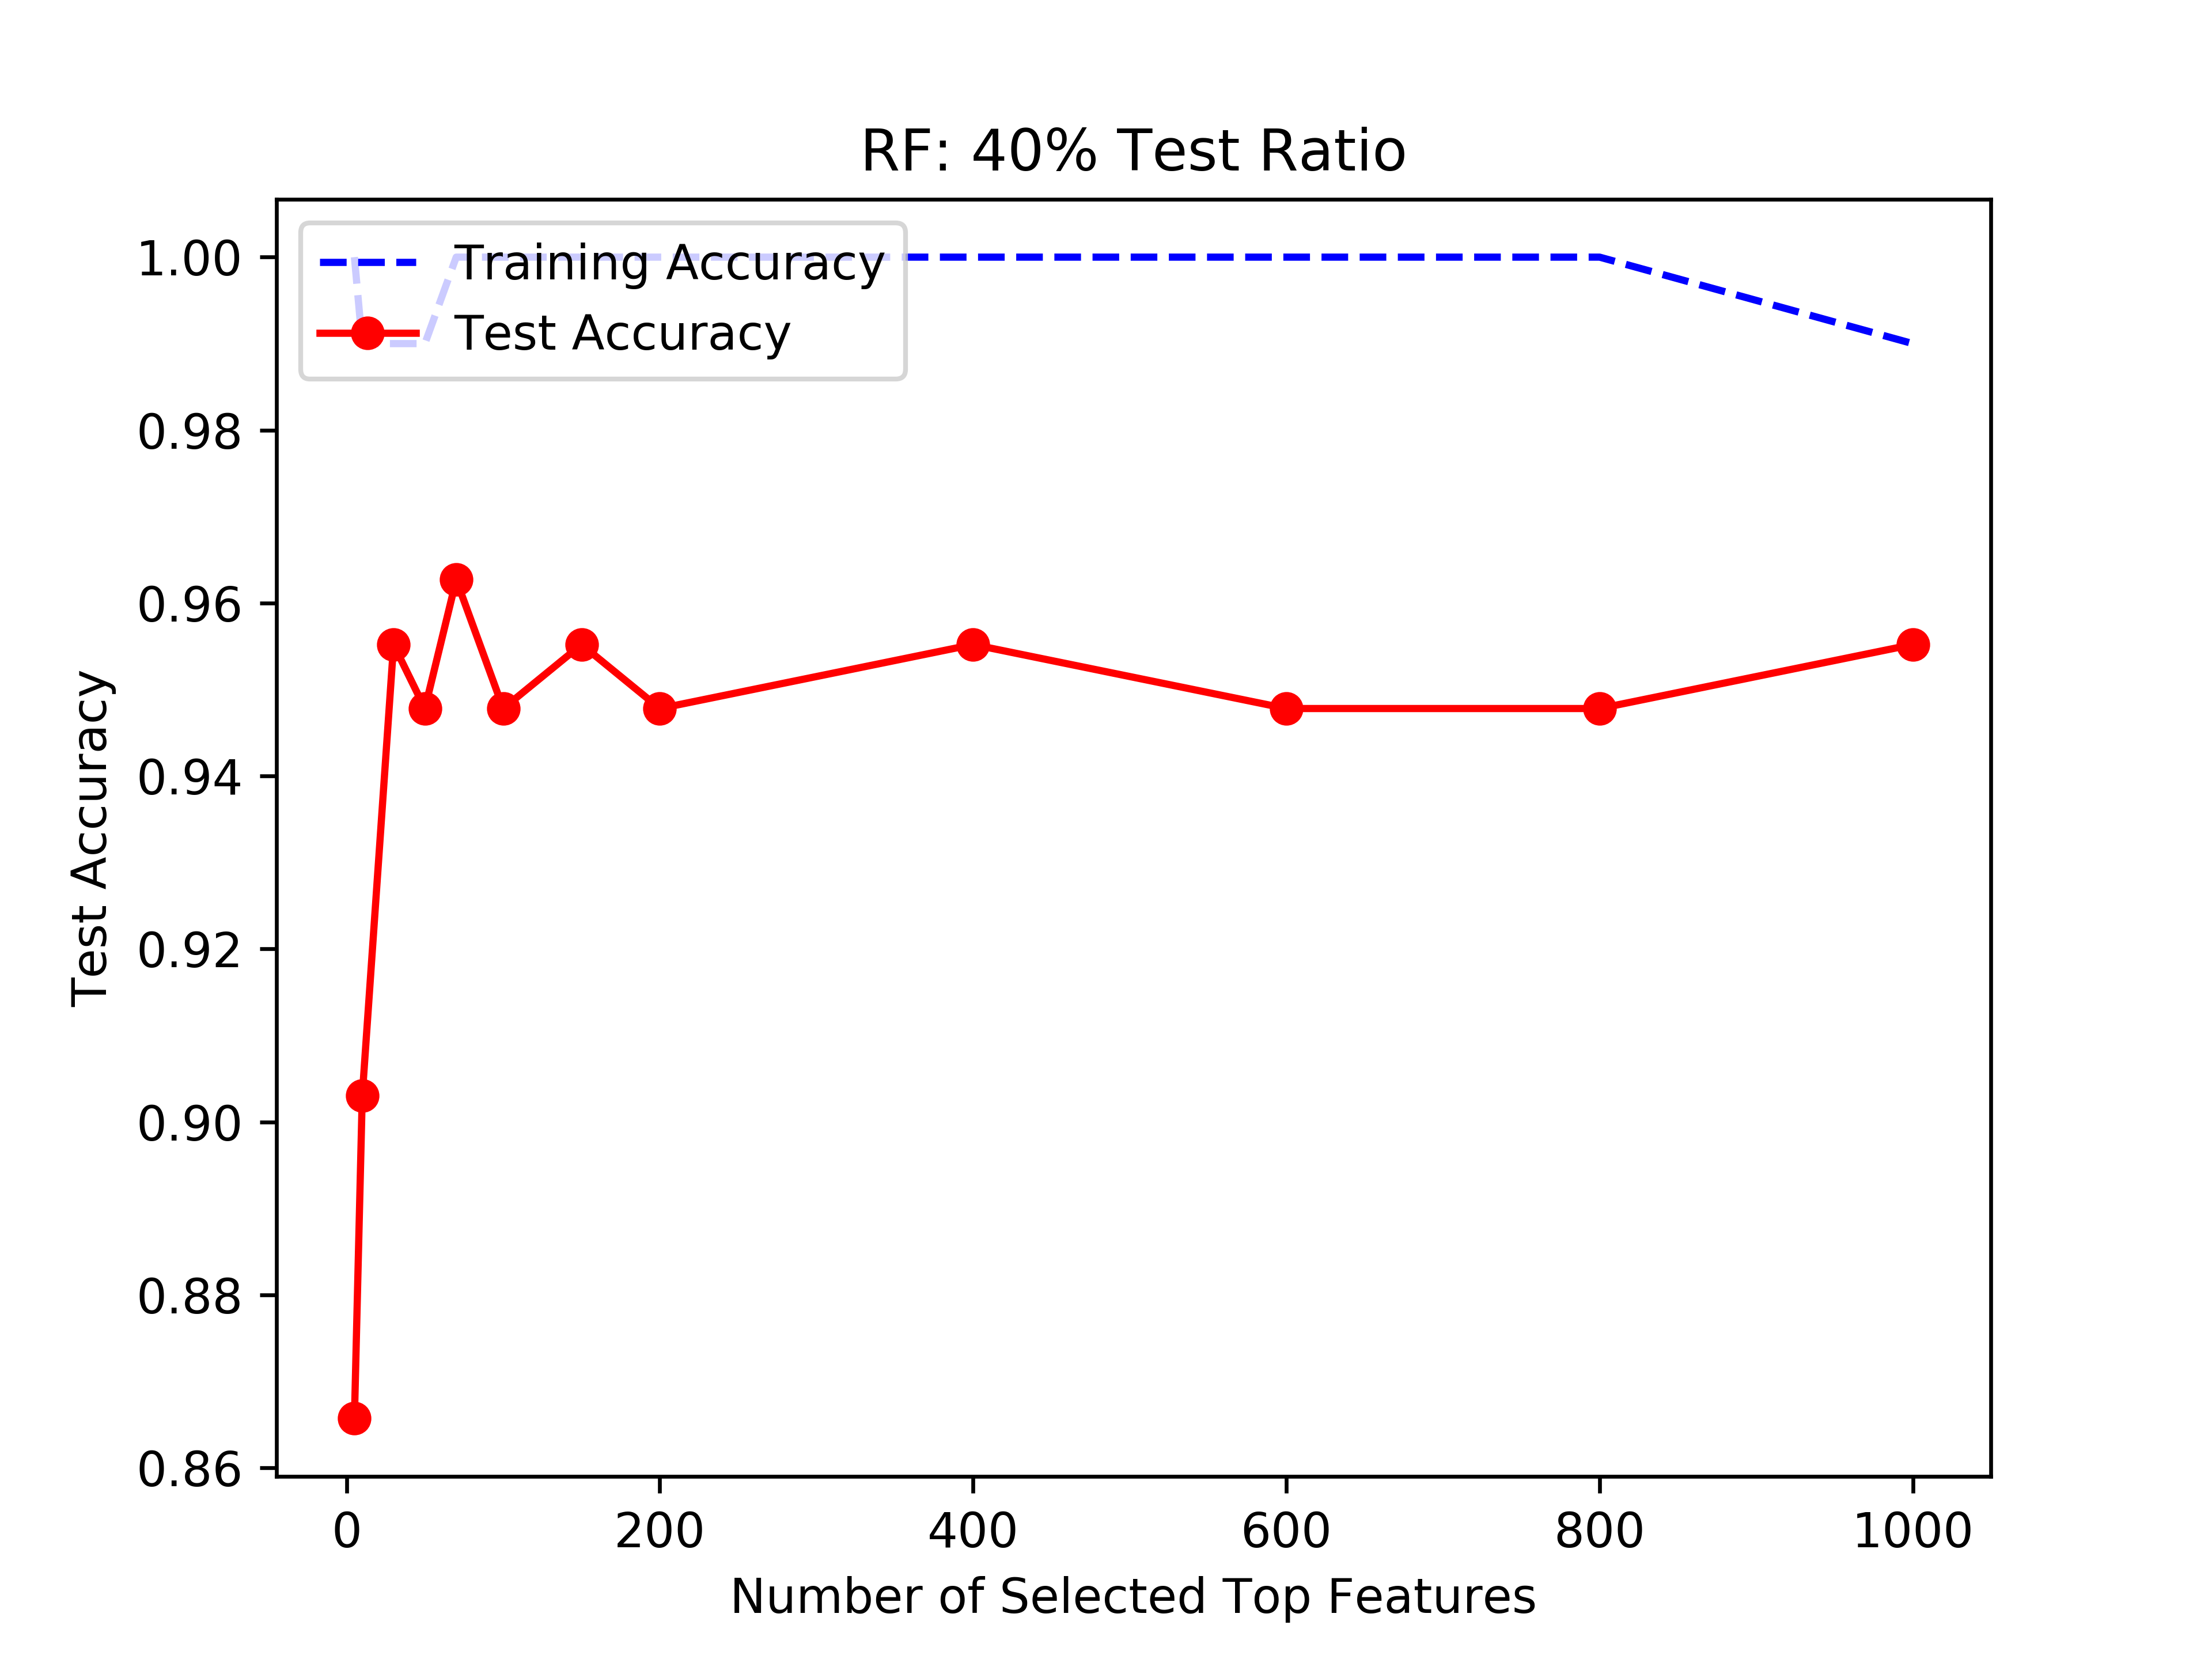 RF: 40% Test Ratio
Training Accuracy
Test Accuracy
1.00
0.98
0.96
0.94
0.92
0.90
0.88
0.86
Test Accuracy
0 200 400 600 800 1000
Number of Selected Top Features